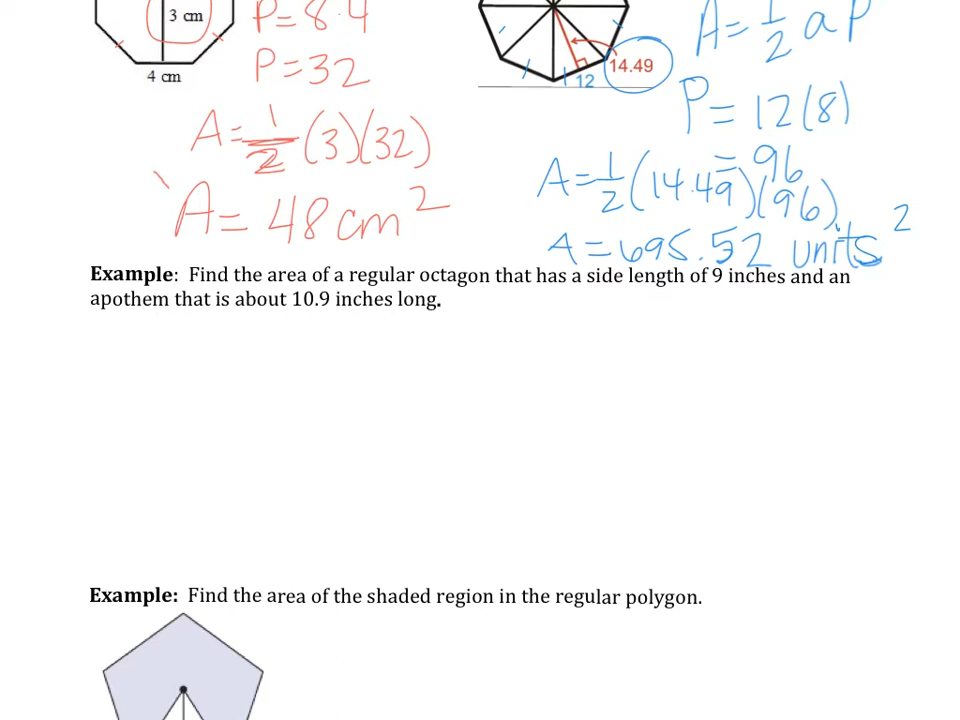 3 cm
4 cm
P = 8·4
P = 32
A = 1/2 (3)(32)
A = 48 cm²
14.49
12
A = 1/2 a P
P = 12(8)
= 96
A = 1/2 (14.49)(96)
A = 695.52 units²
Example: Find the area of a regular octagon that has a side length of 9 inches and an
apothem that is about 10.9 inches long.
Example: Find the area of the shaded region in the regular polygon.